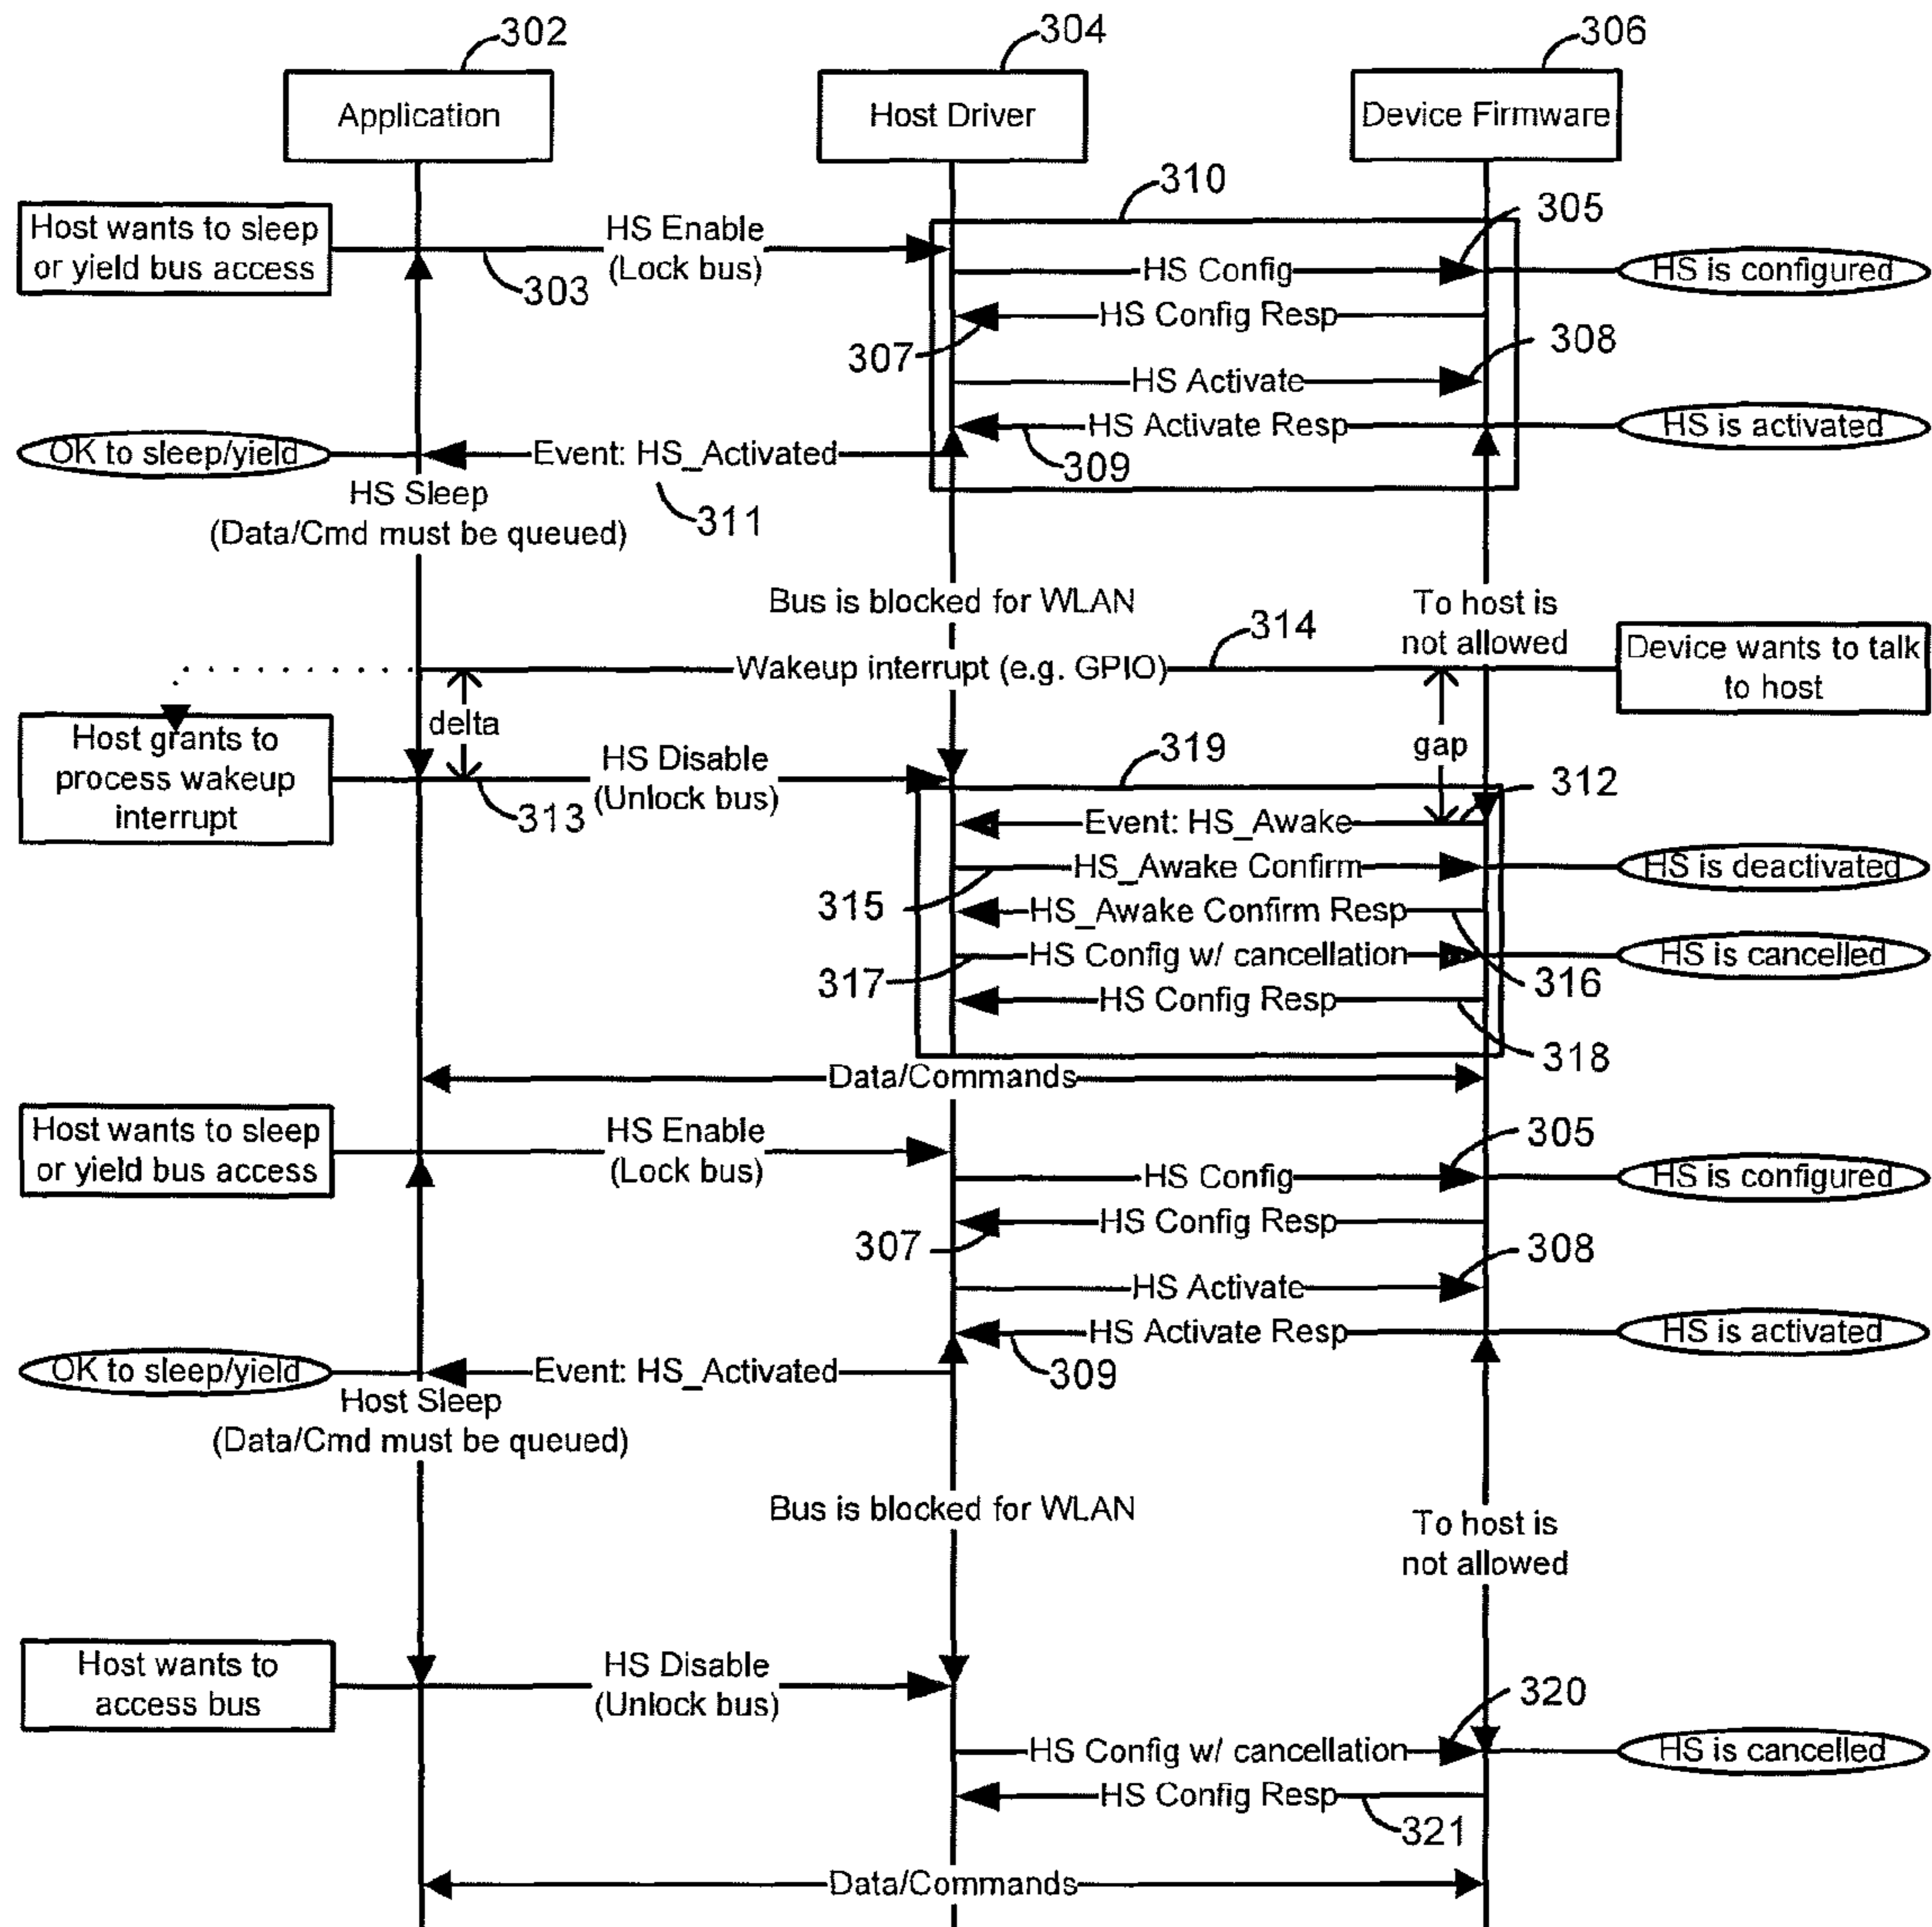 302
304
306
Application
Host Driver
Device Firmware
310
305
Host wants to sleep
or yield bus access
HS Enable
(Lock bus)
303
HS Config
HS is configured
HS Config Resp
307
308
HS Activate
HS Activate Resp
HS is activated
309
OK to sleep/yield
Event: HS_Activated
311
HS Sleep
(Data/Cmd must be queued)
Bus is blocked for WLAN
To host is
not allowed
314
Wakeup interrupt (e.g. GPIO)
Device wants to talk
to host
delta
gap
Host grants to
process wakeup
interrupt
HS Disable
(Unlock bus)
313
319
312
Event: HS_Awake
HS_Awake Confirm
HS is deactivated
315
HS_Awake Confirm Resp
HS Config w/ cancellation
HS is cancelled
317
316
HS Config Resp
318
Data/Commands
Host wants to sleep
or yield bus access
HS Enable
(Lock bus)
305
HS Config
HS is configured
HS Config Resp
307
308
HS Activate
HS Activate Resp
HS is activated
309
OK to sleep/yield
Event: HS_Activated
Host Sleep
(Data/Cmd must be queued)
Bus is blocked for WLAN
To host is
not allowed
Host wants to
access bus
HS Disable
(Unlock bus)
320
HS Config w/ cancellation
HS is cancelled
HS Config Resp
321
Data/Commands